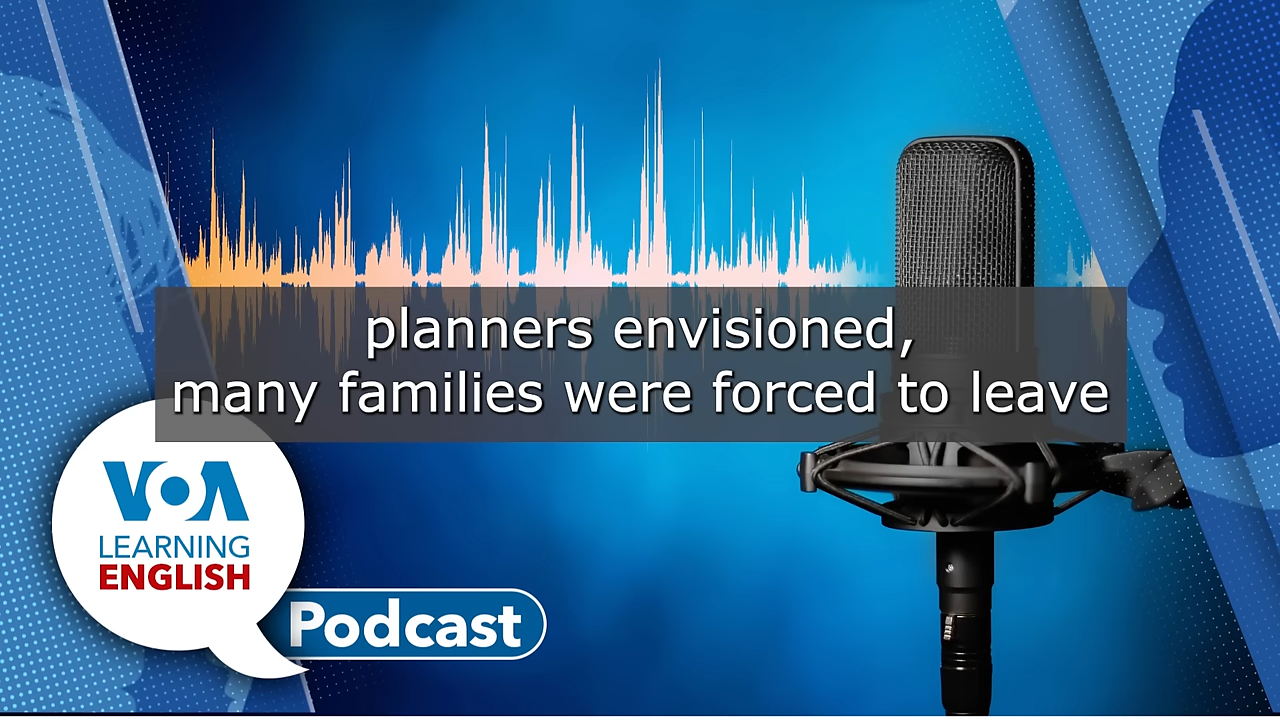 planners envisioned,
many families were forced to leave
VOA
LEARNING
ENGLISH
Podcast